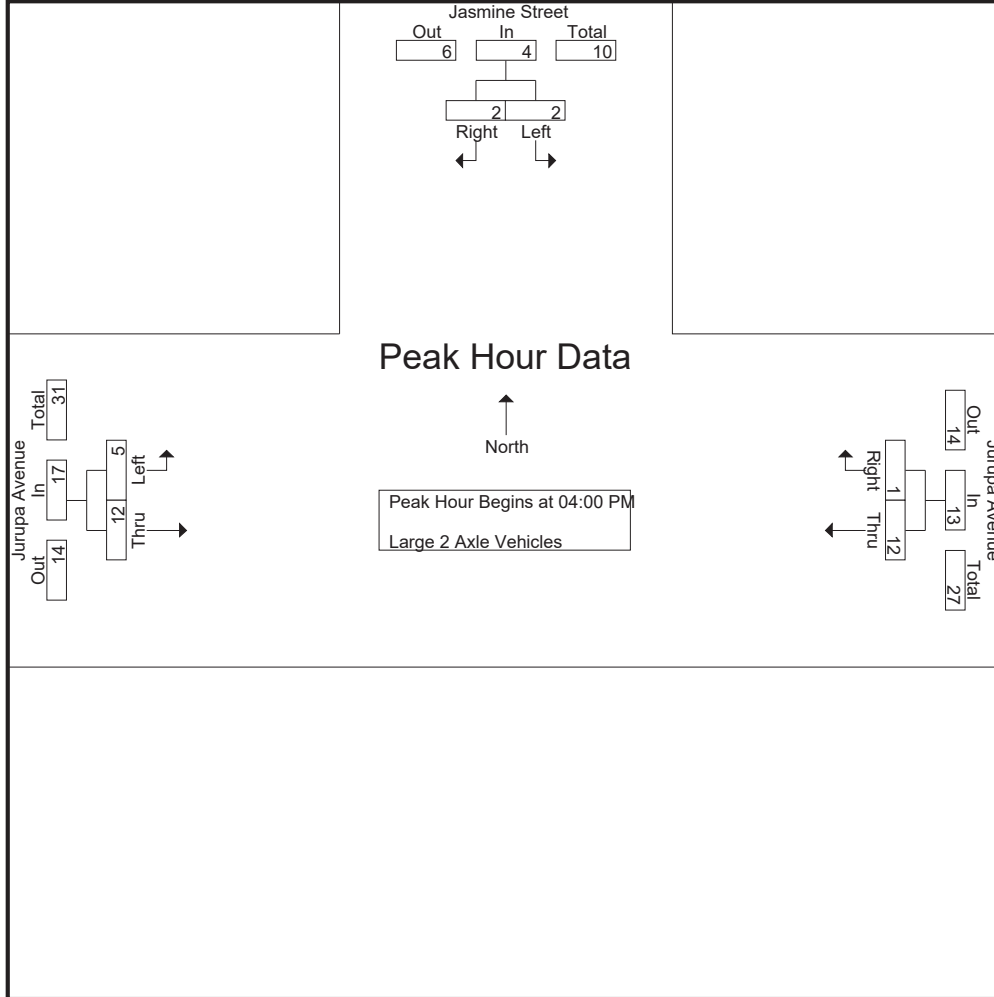 Jasmine Street
Out In Total
6 4 10
2 2
Right Left
Peak Hour Data
North
Peak Hour Begins at 04:00 PM
Large 2 Axle Vehicles
Jurupa Avenue
Total In Out
31 17 14
5 12
Left Thru
Jurupa Avenue
Out In Total
14 13 27
1 12
Right Thru